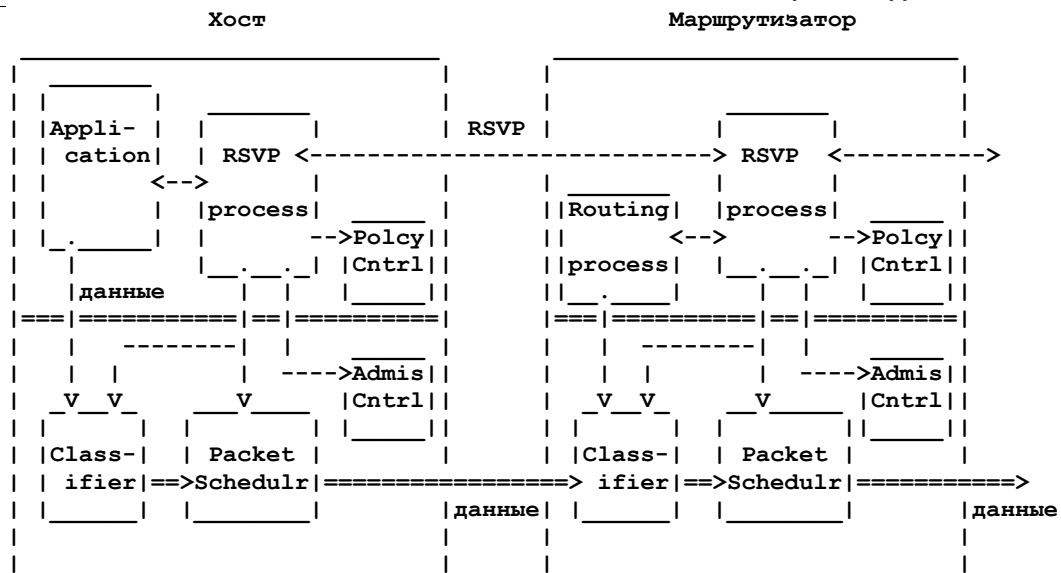 Хост Маршрутизатор
Appli- RSVP
cation RSVP RSVP
process Routing process
Polcy Polcy
Cntrl process Cntrl
данные
Admis Admis
Cntrl Cntrl
Class- Packet Class- Packet
ifier Schedulr ifier Schedulr
данные данные